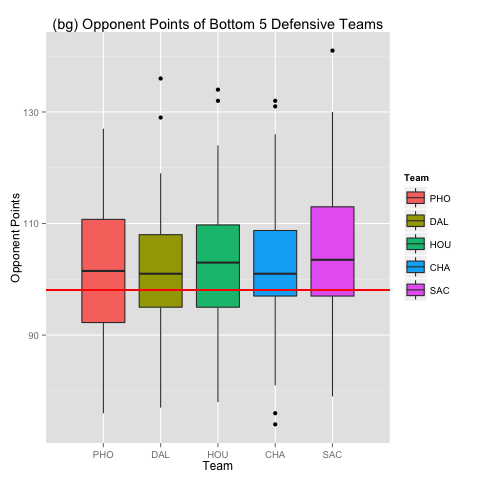 (bg) Opponent Points of Bottom 5 Defensive Teams
Opponent Points
130
110
90
PHO
DAL
HOU
CHA
SAC
Team
Team
PHO
DAL
HOU
CHA
SAC